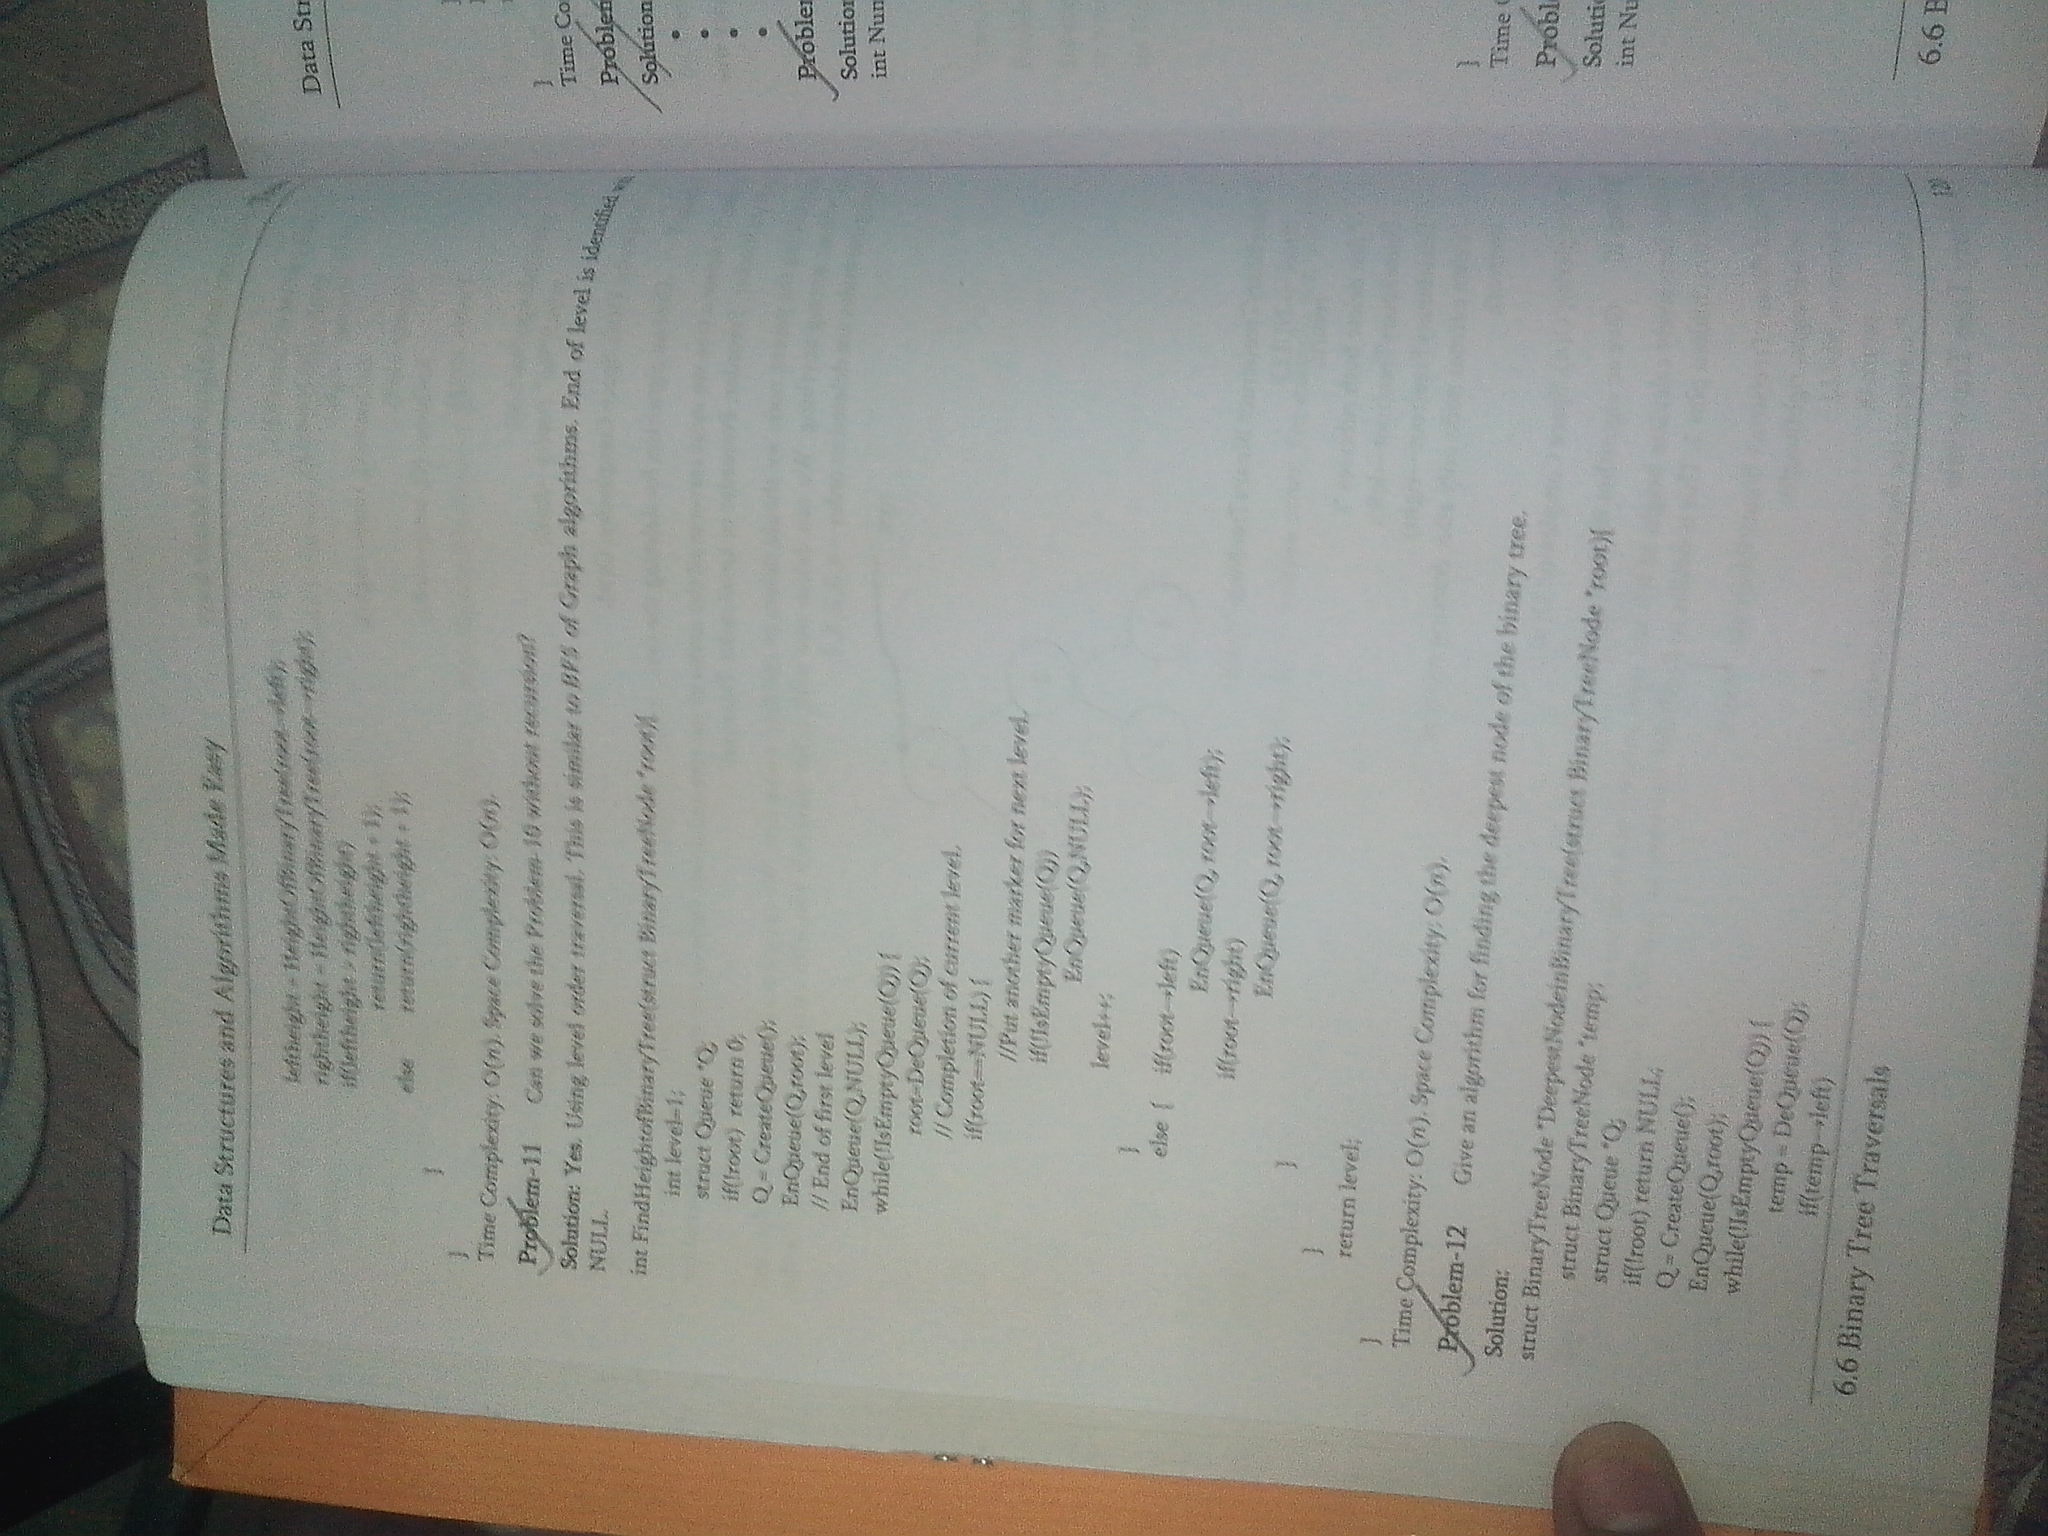 Data Structures and Algorithms Made Easy
leftheight = HeightOfBinaryTree(root→left);
rightheight = HeightOfBinaryTree(root→right);
if(leftheight > rightheight)
return(leftheight + 1);
else return(rightheight + 1);
}
}
Time Complexity: O(n). Space Complexity: O(n).
Problem-11 Can we solve the Problem-10 without recursion?
Solution: Yes. Using level order traversal. This is similar to BFS of Graph algorithms. End of level is identified with
NULL.
int FindHeightofBinaryTree(struct BinaryTreeNode *root){
int level=1;
struct Queue *Q;
if(!root) return 0;
Q = CreateQueue();
EnQueue(Q,root);
// End of first level
EnQueue(Q,NULL);
while(!IsEmptyQueue(Q)) {
root=DeQueue(Q);
// Completion of current level.
if(root==NULL) {
//Put another marker for next level.
if(!IsEmptyQueue(Q))
EnQueue(Q,NULL);
level++;
}
else { if(root→left)
EnQueue(Q, root→left);
if(root→right)
EnQueue(Q, root→right);
}
}
return level;
}
Time Complexity: O(n). Space Complexity: O(n).
Problem-12 Give an algorithm for finding the deepest node of the binary tree.
Solution:
struct BinaryTreeNode *DeepestNodeinBinaryTree(struct BinaryTreeNode *root){
struct BinaryTreeNode *temp;
struct Queue *Q;
if(!root) return NULL;
Q = CreateQueue();
EnQueue(Q,root);
while(!IsEmptyQueue(Q)) {
temp = DeQueue(Q);
if(temp→left)
6.6 Binary Tree Traversals
Data Str
}
Time Co
Problem
Solution
•
•
•
•
Probler
Solution
int Num
}
Time
Probl
Soluti
int Nu
6.6 B